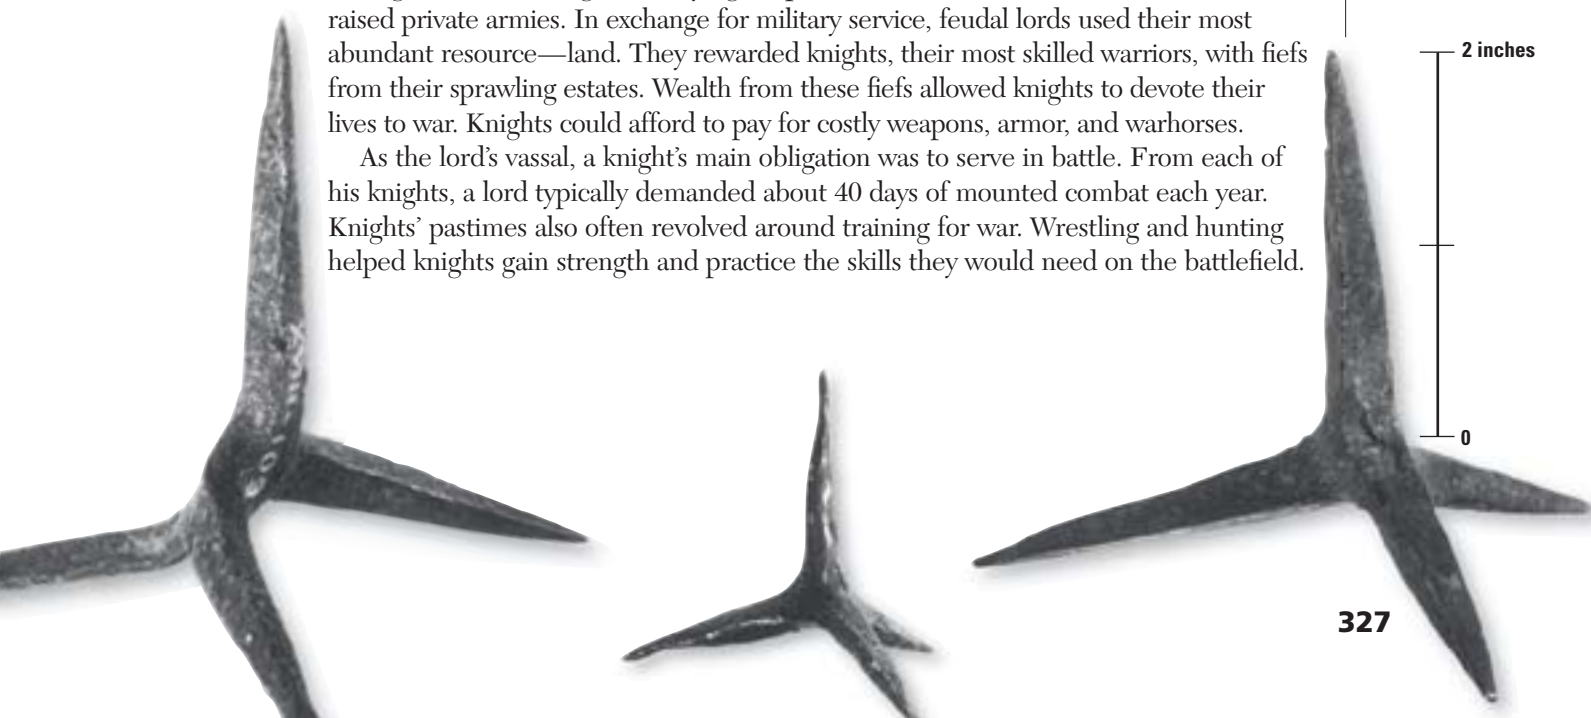 raised private armies. In exchange for military service, feudal lords used their most
abundant resource—land. They rewarded knights, their most skilled warriors, with fiefs
from their sprawling estates. Wealth from these fiefs allowed knights to devote their
lives to war. Knights could afford to pay for costly weapons, armor, and warhorses.
As the lord’s vassal, a knight’s main obligation was to serve in battle. From each of
his knights, a lord typically demanded about 40 days of mounted combat each year.
Knights’ pastimes also often revolved around training for war. Wrestling and hunting
helped knights gain strength and practice the skills they would need on the battlefield.
2 inches
0
327